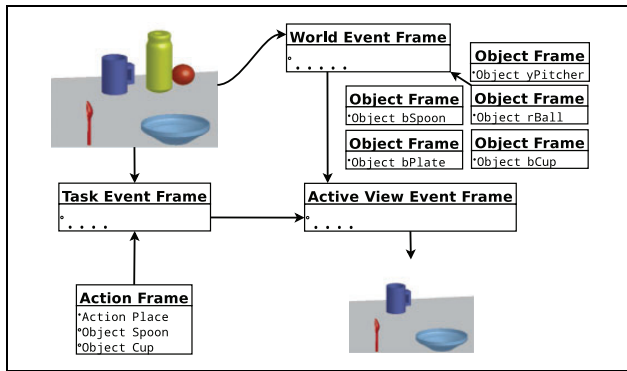 World Event Frame
. . . . .
Object Frame
Object yPitcher
Object Frame
Object bSpoon
Object Frame
Object rBall
Object Frame
Object bPlate
Object Frame
Object bCup
Task Event Frame
. . . .
Active View Event Frame
. . . .
Action Frame
Action Place
Object Spoon
Object Cup